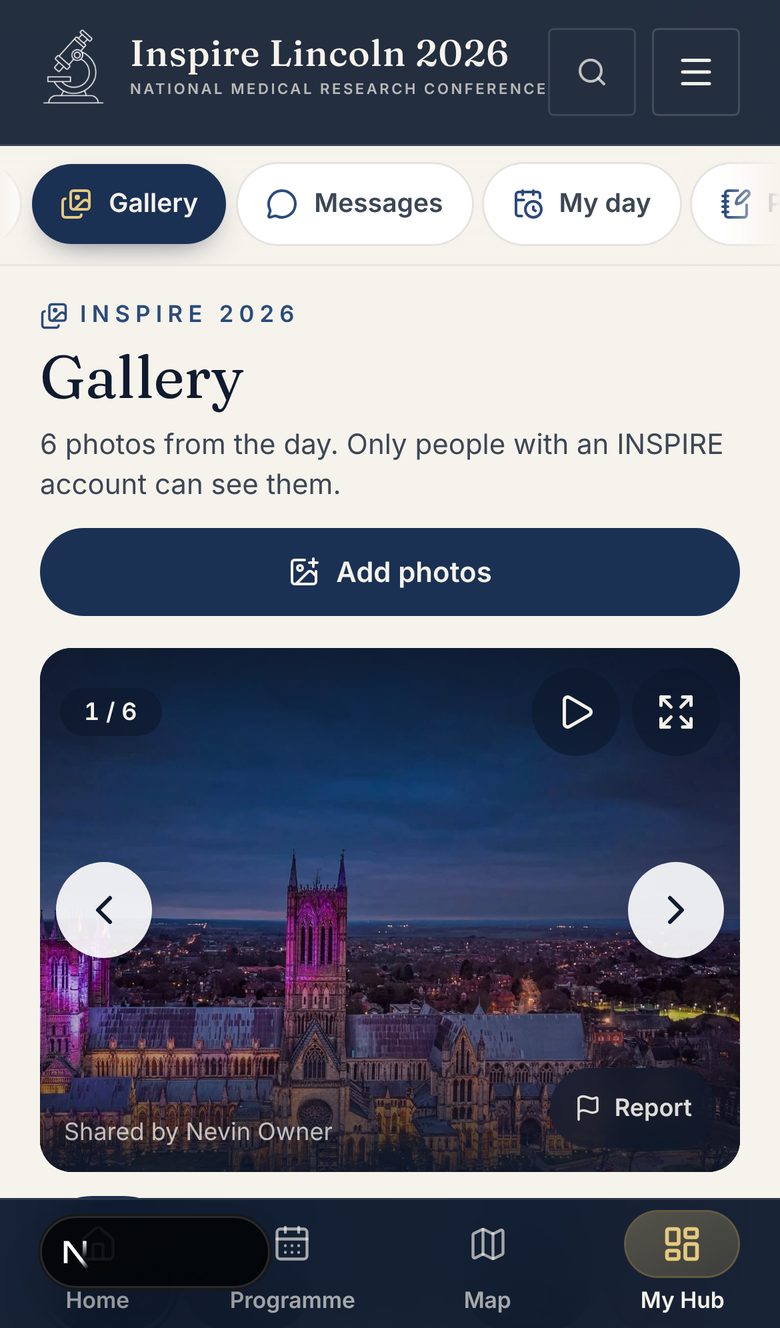 Inspire Lincoln 2026
NATIONAL MEDICAL RESEARCH CONFERENCE
Gallery
Messages
My day
INSPIRE 2026
Gallery
6 photos from the day. Only people with an INSPIRE
account can see them.
Add photos
1 / 6
Report
Shared by Nevin Owner
N
Home
Programme
Map
My Hub